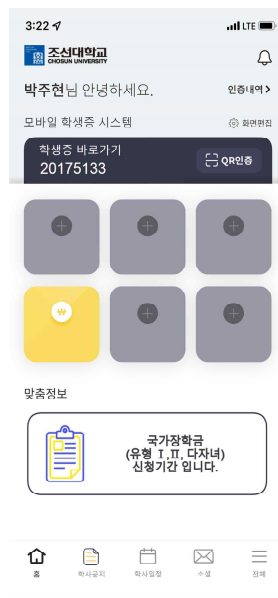 3:22 LTE
조선대학교
CHOSUN UNIVERSITY
박주현님 안녕하세요. 인증내역 >
모바일 학생증 시스템 화면편집
학생증 바로가기
20175133
QR인증
₩
맞춤정보
국가장학금
(유형 Ⅰ,Ⅱ, 다자녀)
신청기간 입니다.
홈 학사공지 학사일정 소셜 전체